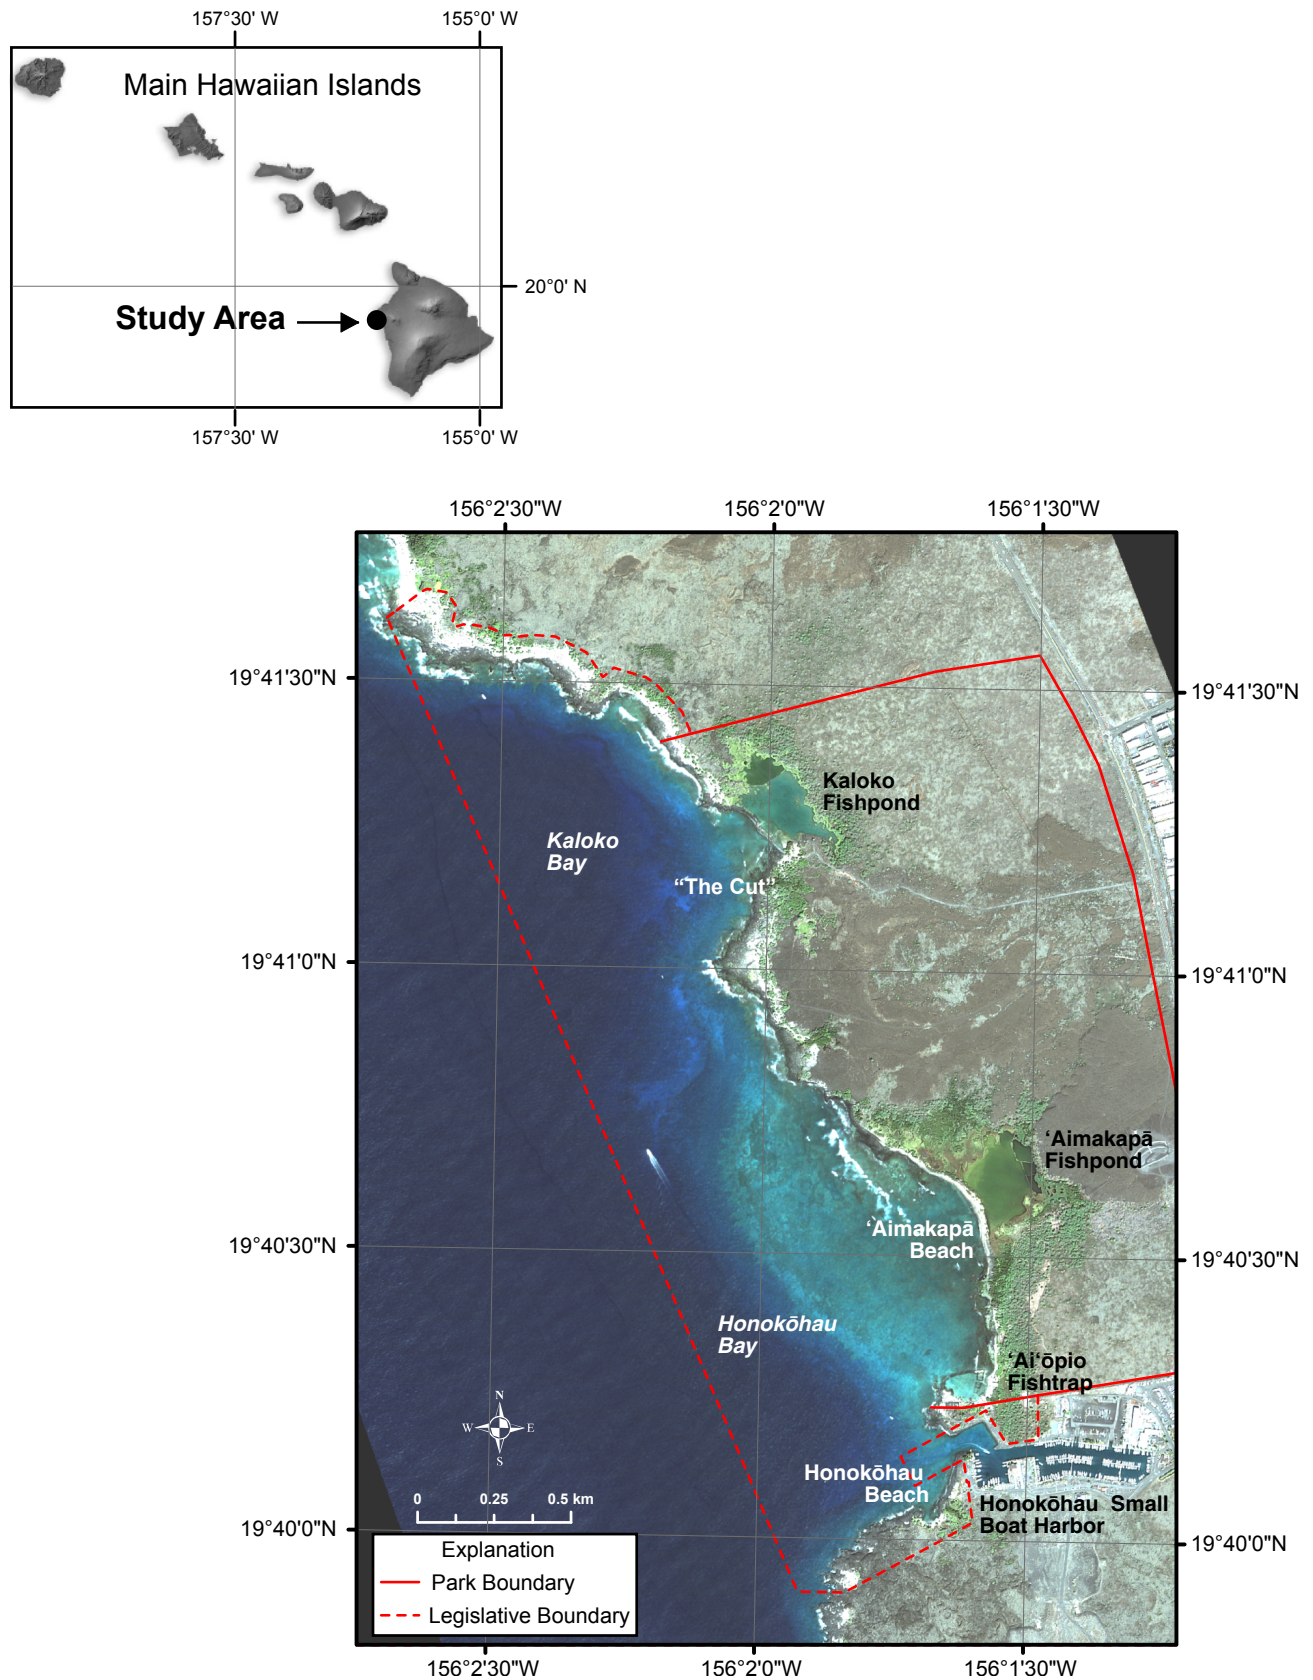 157°30' W
155°0' W
Main Hawaiian Islands
20°0' N
Study Area
157°30' W
155°0' W
156°2'30"W
156°2'0"W
156°1'30"W
19°41'30"N
19°41'30"N
Kaloko
Fishpond
Kaloko
Bay
“The Cut”
19°41'0"N
19°41'0"N
‘Aimakapā
Fishpond
‘Aimakapā
Beach
19°40'30"N
19°40'30"N
Honokōhau
Bay
‘Ai‘ōpio
Fishtrap
N
W
E
S
Honokōhau
Beach
0
0.25
0.5 km
Honokōhau Small
Boat Harbor
19°40'0"N
19°40'0"N
Explanation
Park Boundary
Legislative Boundary
156°2'30"W
156°2'0"W
156°1'30"W